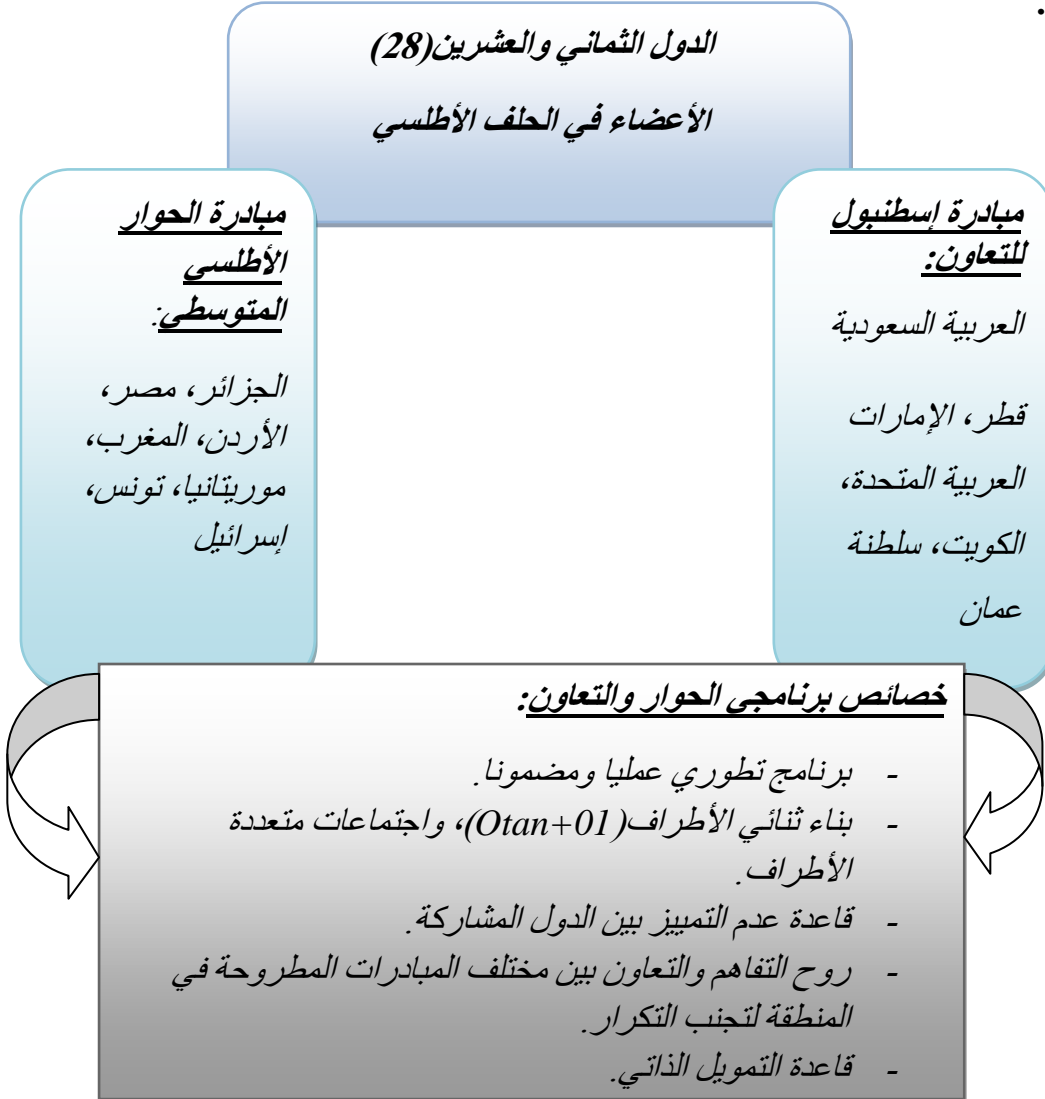 .
الدول الثماني والعشرين(28)
الأعضاء في الحلف الأطلسي
مبادرة إسطنبول
للتعاون:
العربية السعودية
قطر، الإمارات
العربية المتحدة،
الكويت، سلطنة
عمان
مبادرة الحوار
الأطلسي
المتوسطي:
الجزائر، مصر،
الأردن، المغرب،
موريتانيا، تونس،
إسرائيل
خصائص برنامجي الحوار والتعاون:
- برنامج تطوري عمليا ومضمونا.
- بناء ثنائي الأطراف(Otan+01)، واجتماعات متعددة
الأطراف.
- قاعدة عدم التمييز بين الدول المشاركة.
- روح التفاهم والتعاون بين مختلف المبادرات المطروحة في
المنطقة لتجنب التكرار.
- قاعدة التمويل الذاتي.